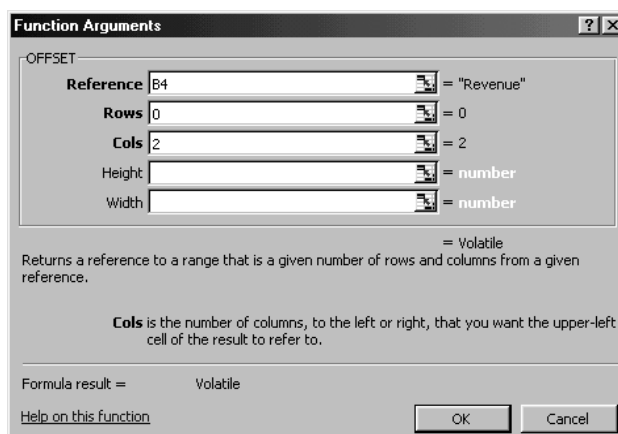 Function Arguments
OFFSET
Reference B4 = "Revenue"
Rows 0 = 0
Cols 2 = 2
Height = number
Width = number
= Volatile
Returns a reference to a range that is a given number of rows and columns from a given
reference.
Cols is the number of columns, to the left or right, that you want the upper-left
cell of the result to refer to.
Formula result = Volatile
Help on this function OK Cancel